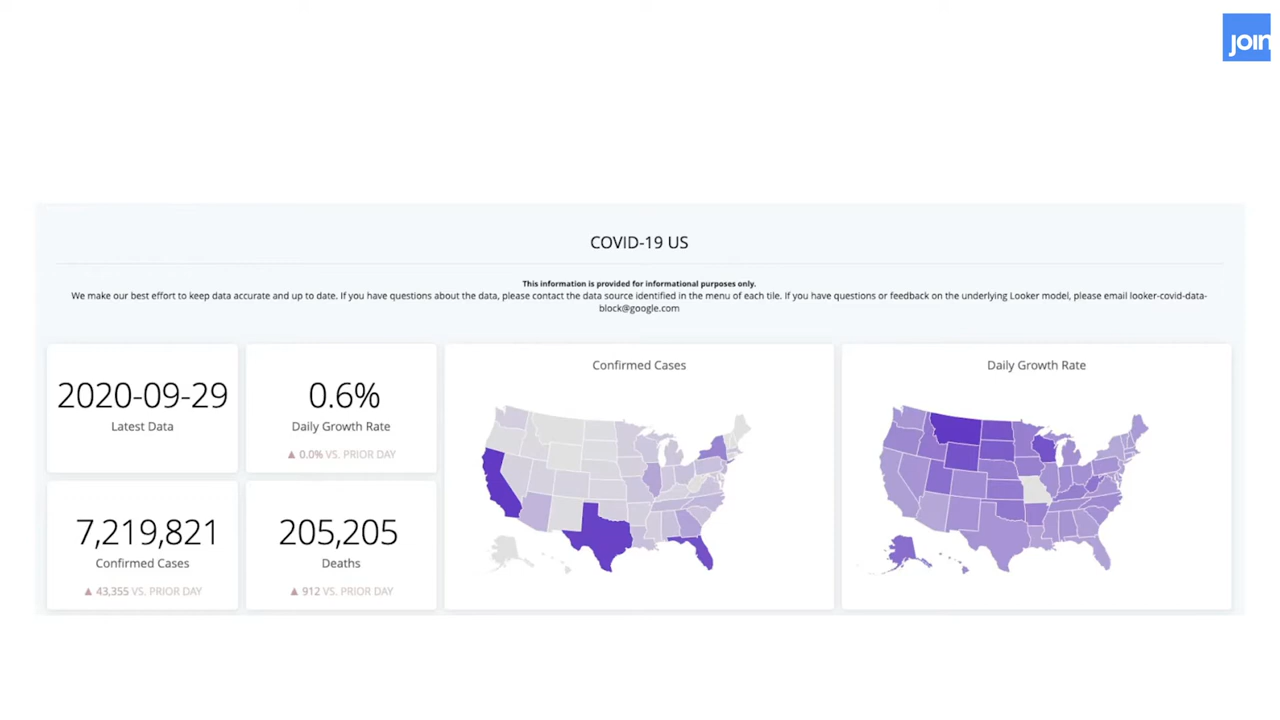 JOIN
COVID-19 US
This information is provided for informational purposes only.
We make our best effort to keep data accurate and up to date. If you have questions about the data, please contact the data source identified in the menu of each tile. If you have questions or feedback on the underlying Looker model, please email looker-covid-data-
block@google.com
2020-09-29
Latest Data
0.6%
Daily Growth Rate
▲ 0.0% VS. PRIOR DAY
7,219,821
Confirmed Cases
▲ 43,355 VS. PRIOR DAY
205,205
Deaths
▲ 912 VS. PRIOR DAY
Confirmed Cases
Daily Growth Rate